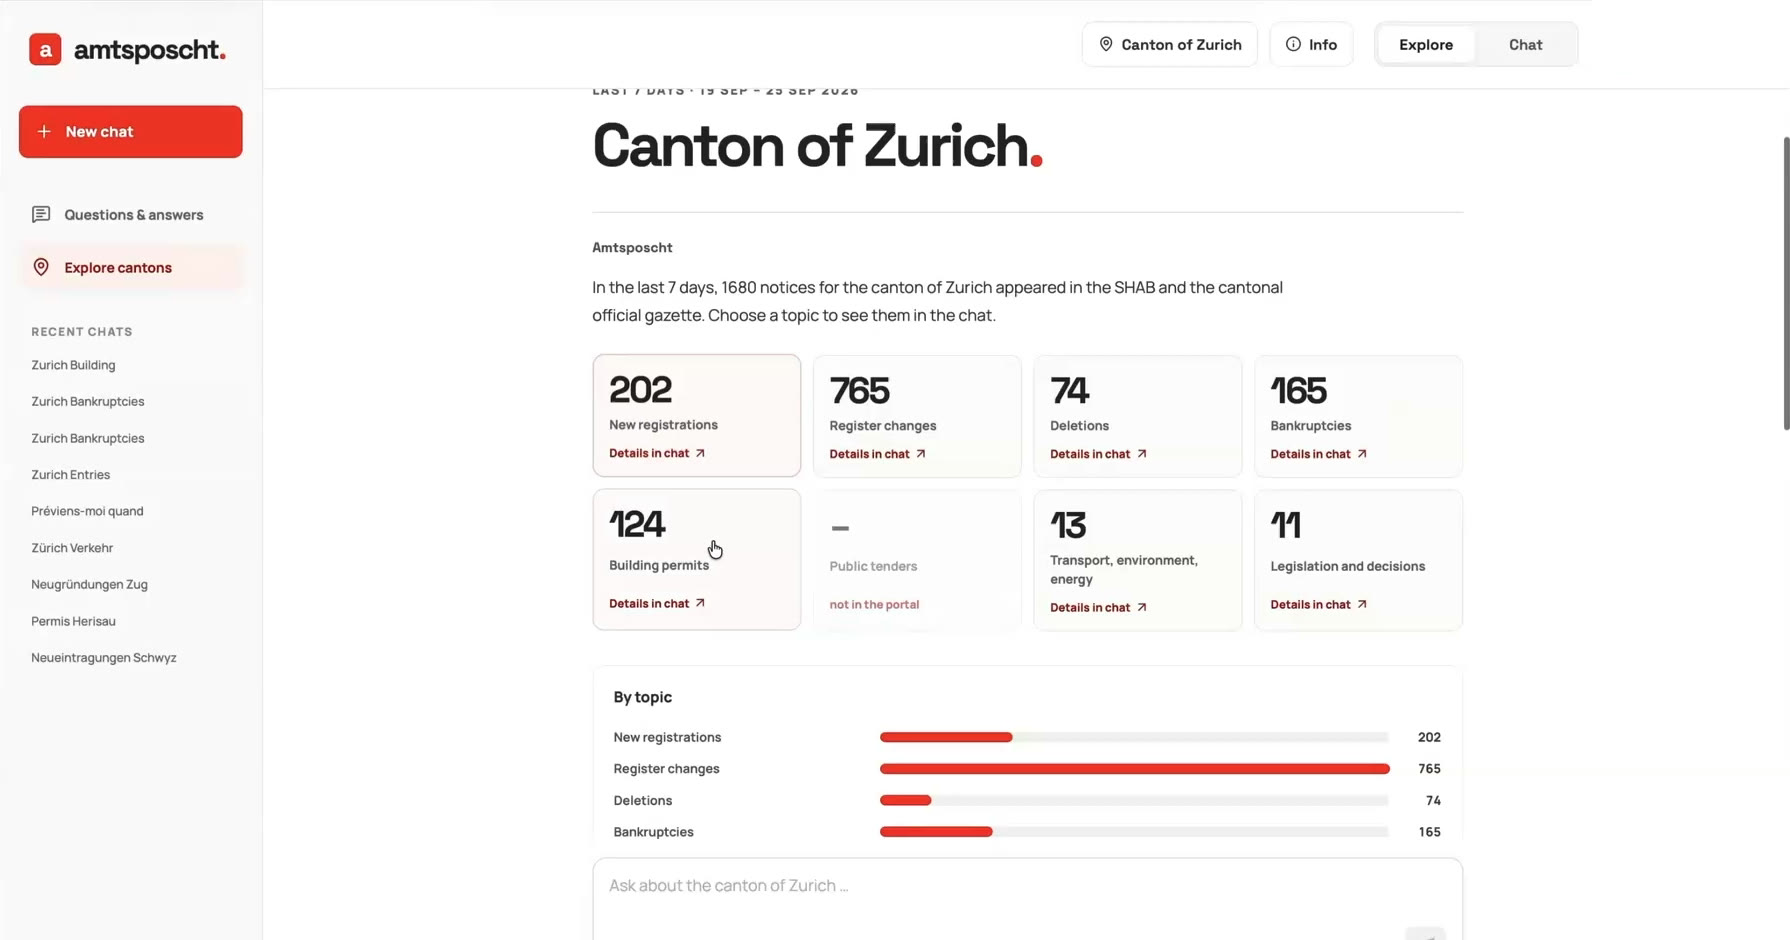 a amtsposcht.
New chat
Questions & answers
Explore cantons
RECENT CHATS
Zurich Building
Zurich Bankruptcies
Zurich Bankruptcies
Zurich Entries
Préviens-moi quand
Zürich Verkehr
Neugründungen Zug
Permis Herisau
Neueintragungen Schwyz
Canton of Zurich
Info
Explore
Chat
LAST 7 DAYS · 19 SEP – 25 SEP 2026
Canton of Zurich.
Amtsposcht
In the last 7 days, 1680 notices for the canton of Zurich appeared in the SHAB and the cantonal
official gazette. Choose a topic to see them in the chat.
202
New registrations
Details in chat
765
Register changes
Details in chat
74
Deletions
Details in chat
165
Bankruptcies
Details in chat
124
Building permits
Details in chat
–
Public tenders
not in the portal
13
Transport, environment,
energy
Details in chat
11
Legislation and decisions
Details in chat
By topic
New registrations 202
Register changes 765
Deletions 74
Bankruptcies 165
Ask about the canton of Zurich ...